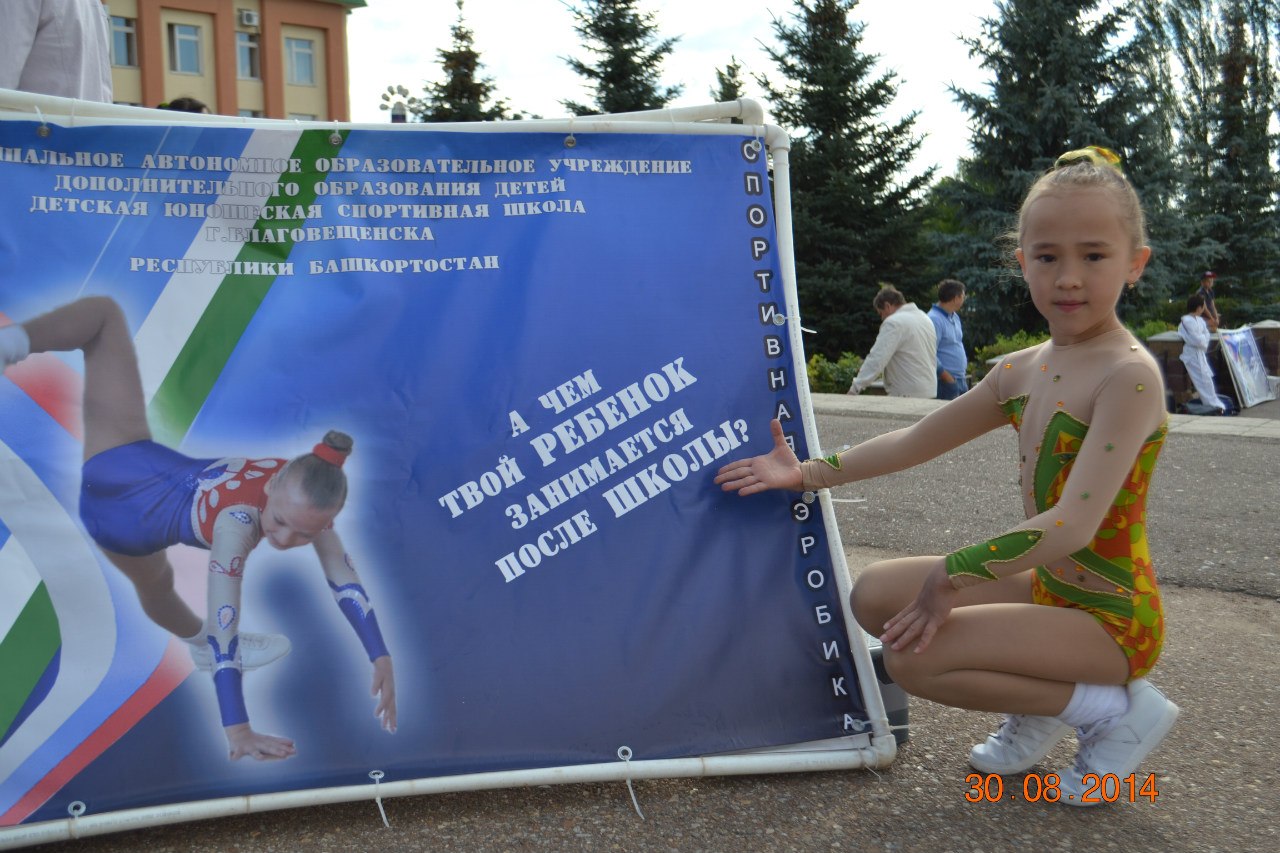 АВТОНОМНОЕ ОБРАЗОВАТЕЛЬНОЕ УЧРЕЖДЕНИЕ
ДОПОЛНИТЕЛЬНОГО ОБРАЗОВАНИЯ ДЕТЕЙ
ДЕТСКАЯ ЮНОШЕСКАЯ СПОРТИВНАЯ ШКОЛА
Г.БЛАГОВЕЩЕНСКА
РЕСПУБЛИКИ БАШКОРТОСТАН
А ЧЕМ
ТВОЙ РЕБЕНОК
ЗАНИМАЕТСЯ
ПОСЛЕ ШКОЛЫ?
СПОРТИВНАЯ АЭРОБИКА
30.08.2014